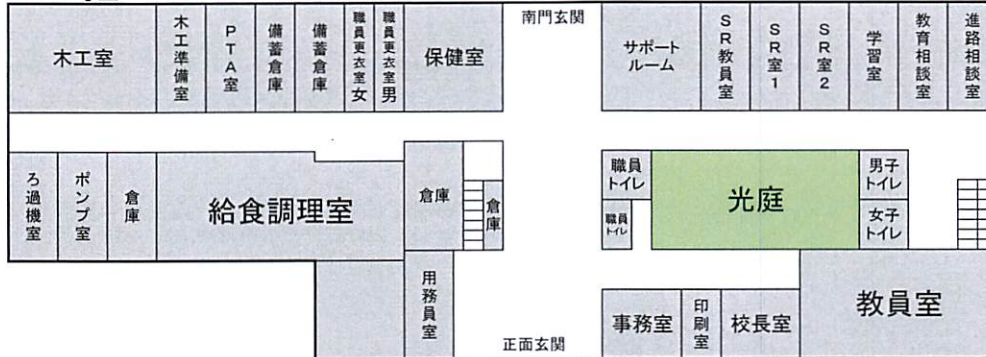 南門玄関
木工室
木工準備室
PTA室
備蓄倉庫
備蓄倉庫
職員更衣室女
職員更衣室男
保健室
サポート
ルーム
SR教員室
SR室1
SR室2
学習室
教育相談室
進路相談室
ろ過機室
ポンプ室
倉庫
給食調理室
倉庫
倉庫
職員
トイレ
職員
トイレ
光庭
男子
トイレ
女子
トイレ
用務員室
正面玄関
事務室
印刷室
校長室
教員室